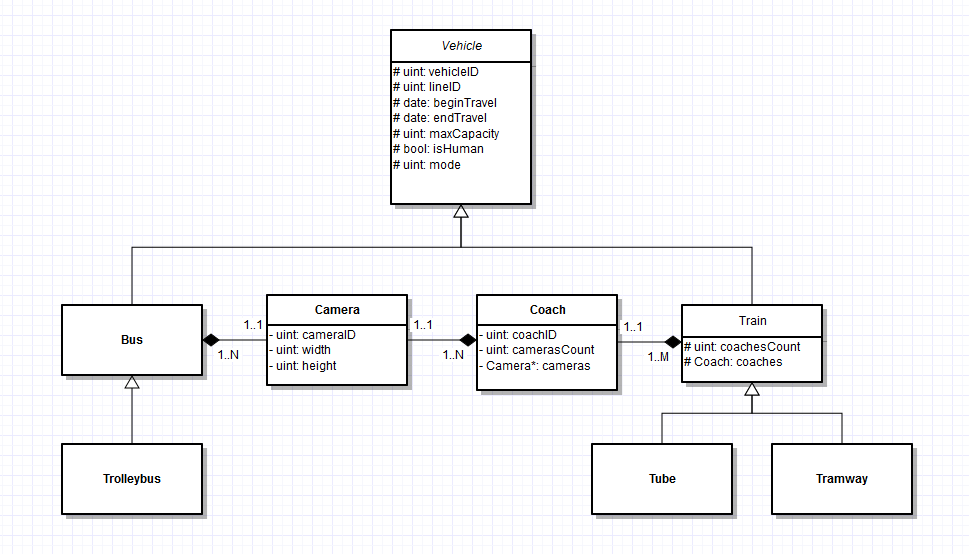 Vehicle
# uint: vehicleID
# uint: lineID
# date: beginTravel
# date: endTravel
# uint: maxCapacity
# bool: isHuman
# uint: mode
Bus
1..1
1..N
Camera
- uint: cameraID
- uint: width
- uint: height
1..1
1..N
Coach
- uint: coachID
- uint: camerasCount
- Camera*: cameras
1..1
1..M
Train
# uint: coachesCount
# Coach: coaches
Trolleybus
Tube
Tramway